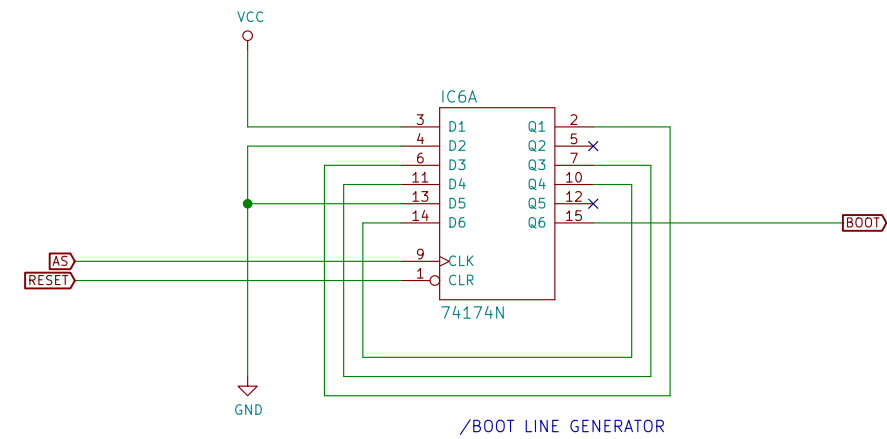 VCC
IC6A
3 D1 Q1 2
4 D2 Q2 5
6 D3 Q3 7
11 D4 Q4 10
13 D5 Q5 12
14 D6 Q6 15
BOOT
AS 9 CLK
RESET 1 CLR
74174N
GND
/BOOT LINE GENERATOR